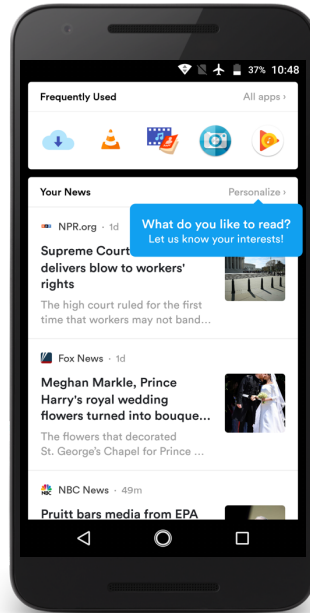 37% 10:48
Frequently Used All apps ›
Your News Personalize ›
What do you like to read?
Let us know your interests!
NPR.org · 1d
Supreme Court
delivers blow to workers'
rights
The high court ruled for the first
time that workers may not band...
Fox News · 1d
Meghan Markle, Prince
Harry's royal wedding
flowers turned into bouque...
The flowers that decorated
St. George's Chapel for Prince ...
NBC News · 49m
Pruitt bars media from EPA